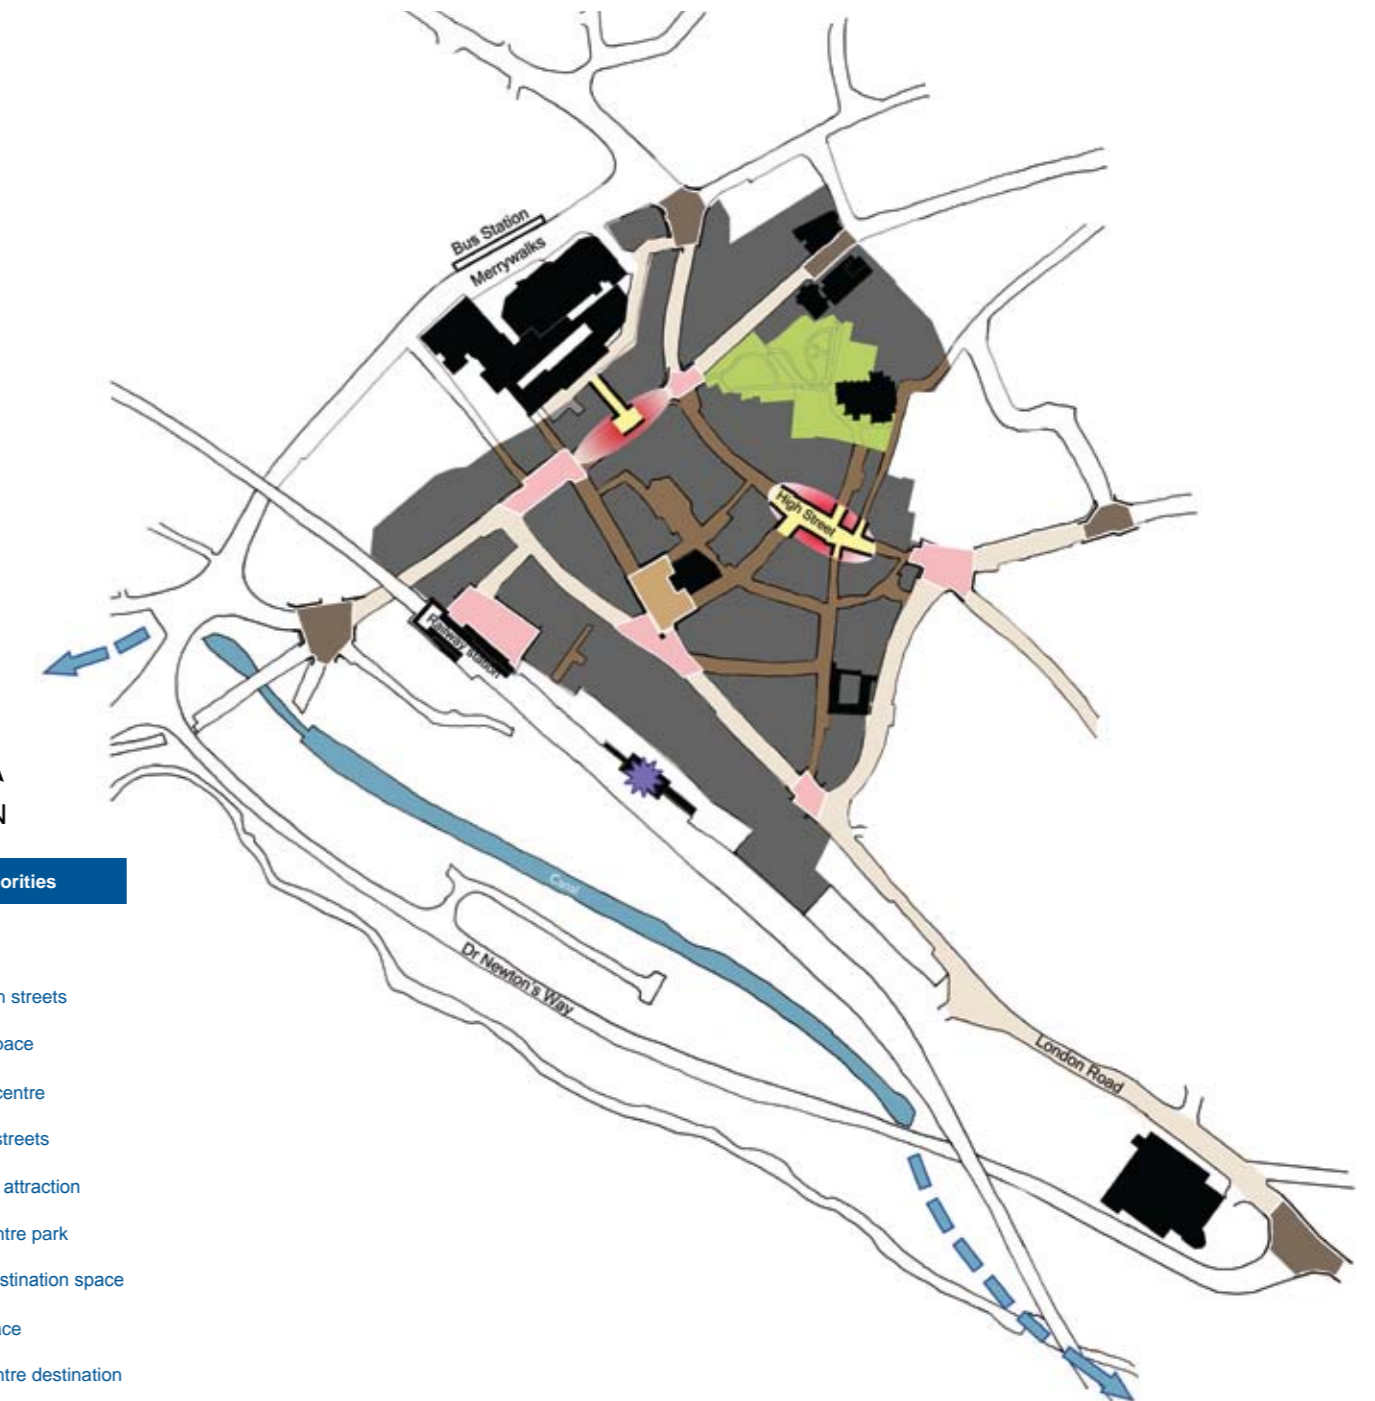 Bus Station
Merrywalks
High Street
Railway station
Canal
Dr Newton's Way
London Road
A
N
orities
n streets
pace
centre
streets
attraction
ntre park
stination space
ace
ntre destination